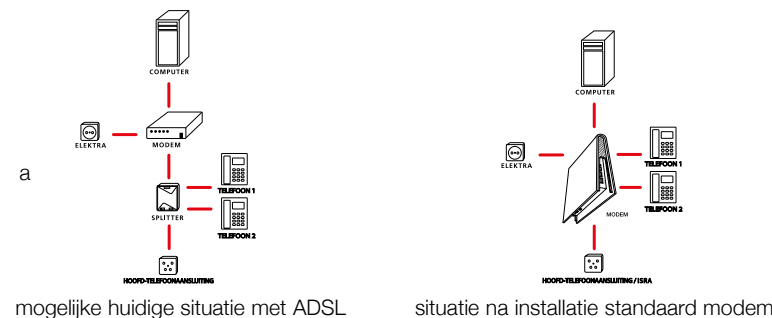 COMPUTER
ELEKTRA
MODEM
a
TELEFOON 1
SPLITTER
TELEFOON 2
HOOFD-TELEFOONAANSLUITING
mogelijke huidige situatie met ADSL
COMPUTER
ELEKTRA
TELEFOON 1
MODEM
TELEFOON 2
HOOFD-TELEFOONAANSLUITING / ISRA
situatie na installatie standaard modem